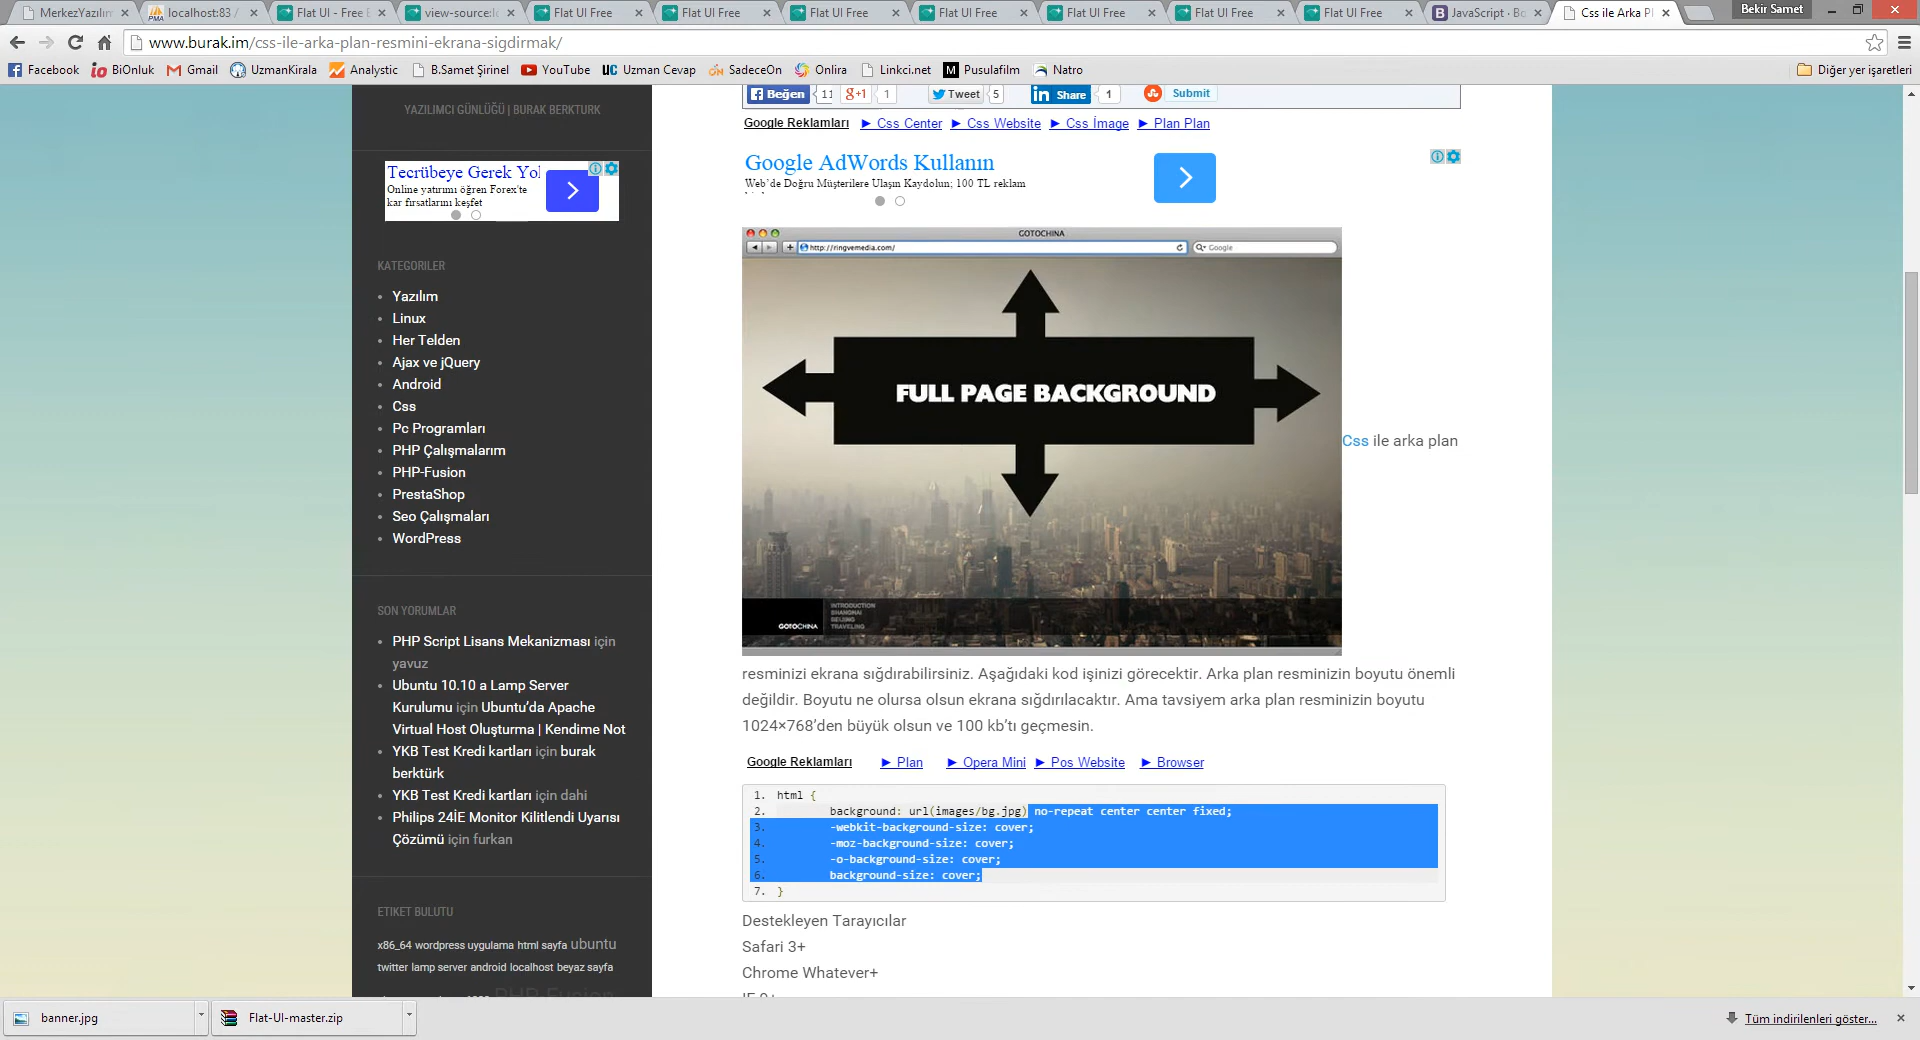 MerkezYazılım
localhost:83 /
Flat UI - Free B
view-source:lo
Flat UI Free
Flat UI Free
Flat UI Free
Flat UI Free
Flat UI Free
Flat UI Free
Flat UI Free
JavaScript · Bo
Css ile Arka Pl
Bekir Samet
www.burak.im/css-ile-arka-plan-resmini-ekrana-sigdirmak/
Facebook
BiOnluk
Gmail
UzmanKirala
Analystic
B.Samet Şirinel
YouTube
Uzman Cevap
SadeceOn
Onlira
Linkci.net
Pusulafilm
Natro
Diğer yer işaretleri
YAZILIMCI GÜNLÜĞÜ | BURAK BERKTURK
Tecrübeye Gerek Yol
Online yatırımı öğren Forex'te
kar fırsatlarını keşfet
KATEGORILER
Yazılım
Linux
Her Telden
Ajax ve jQuery
Android
Css
Pc Programları
PHP Çalışmalarım
PHP-Fusion
PrestaShop
Seo Çalışmaları
WordPress
SON YORUMLAR
PHP Script Lisans Mekanizması için
yavuz
Ubuntu 10.10 a Lamp Server
Kurulumu için Ubuntu’da Apache
Virtual Host Oluşturma | Kendime Not
YKB Test Kredi kartları için burak
berktürk
YKB Test Kredi kartları için dahi
Philips 24İE Monitor Kilitlendi Uyarısı
Çözümü için furkan
ETIKET BULUTU
x86_64 wordpress uygulama html sayfa ubuntu
twitter lamp server android localhost beyaz sayfa
PHP-Fusion
Beğen 11 g+1 1 Tweet 5 in Share 1 Submit
Google Reklamları ► Css Center ► Css Website ► Css İmage ► Plan Plan
Google AdWords Kullanın
Web’de Doğru Müşterilere Ulaşın Kaydolun; 100 TL reklam
GOTOCHINA
http://ringvemedia.com/
Google
FULL PAGE BACKGROUND
GOTOCHINA
INTRODUCTION
SHANGHAI
BEIJING
TRAVELING
Css ile arka plan
resminizi ekrana sığdırabilirsiniz. Aşağıdaki kod işinizi görecektir. Arka plan resminizin boyutu önemli
değildir. Boyutu ne olursa olsun ekrana sığdırılacaktır. Ama tavsiyem arka plan resminizin boyutu
1024×768’den büyük olsun ve 100 kb’tı geçmesin.
Google Reklamları ► Plan ► Opera Mini ► Pos Website ► Browser
1. html {
2. background: url(images/bg.jpg) no-repeat center center fixed;
3. -webkit-background-size: cover;
4. -moz-background-size: cover;
5. -o-background-size: cover;
6. background-size: cover;
7. }
Destekleyen Tarayıcılar
Safari 3+
Chrome Whatever+
IE 9+
banner.jpg
Flat-UI-master.zip
Tüm indirilenleri göster...